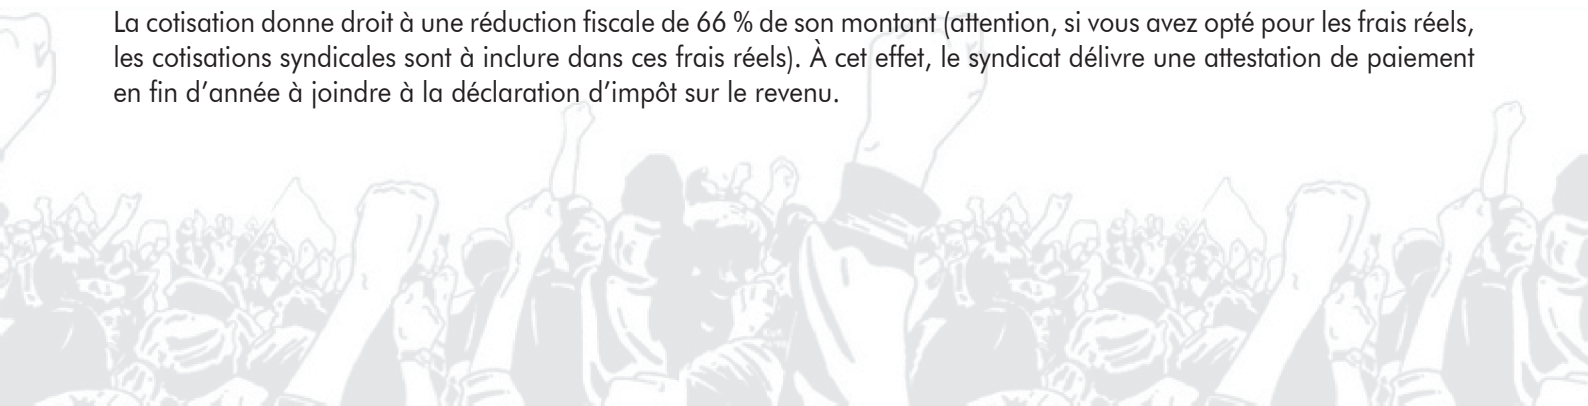 La cotisation donne droit à une réduction fiscale de 66 % de son montant (attention, si vous avez opté pour les frais réels,
les cotisations syndicales sont à inclure dans ces frais réels). À cet effet, le syndicat délivre une attestation de paiement
en fin d’année à joindre à la déclaration d’impôt sur le revenu.